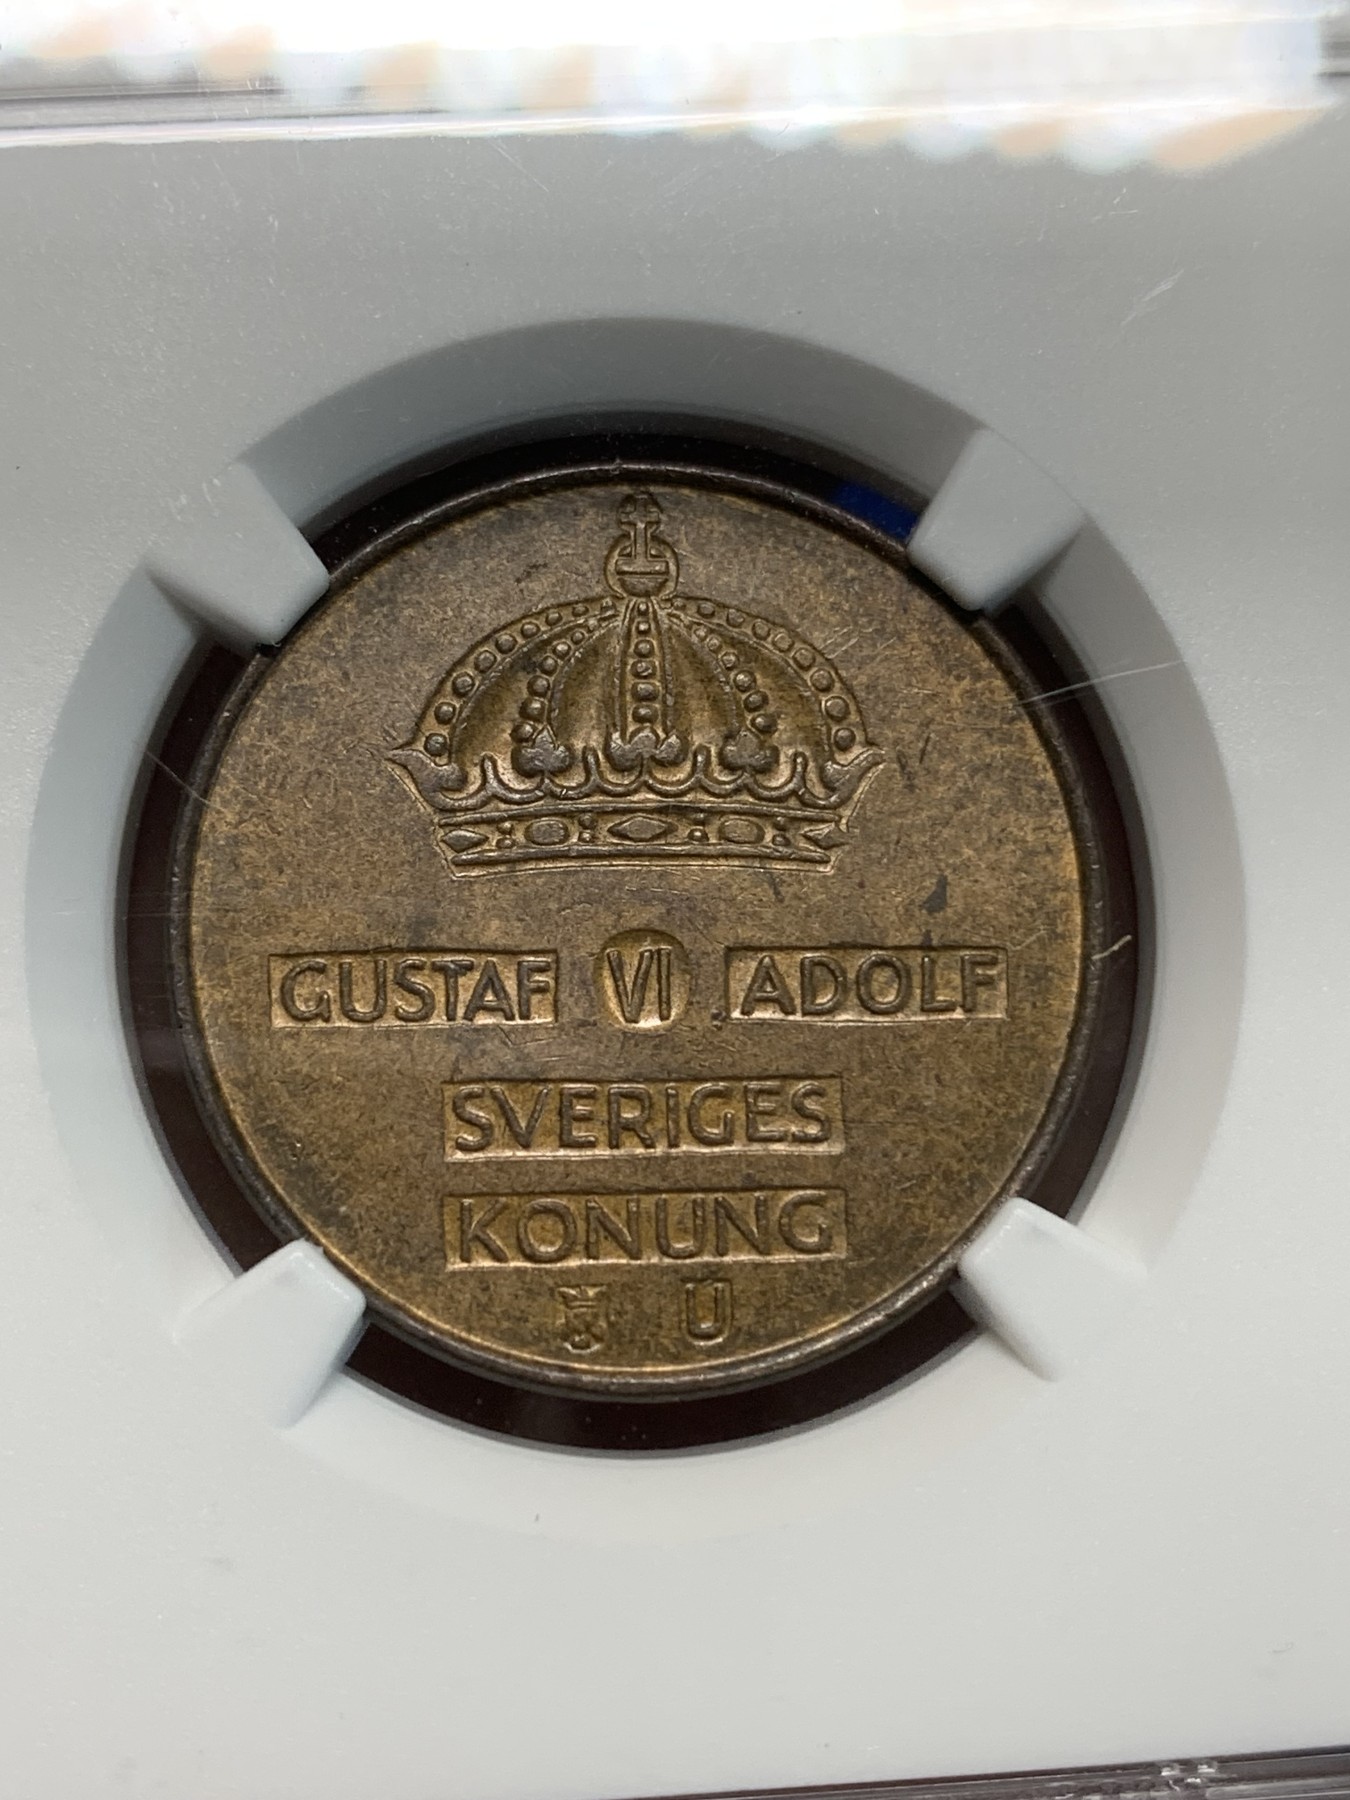 GUSTAF VI ADOLF
SVERIGES
KONUNG
U